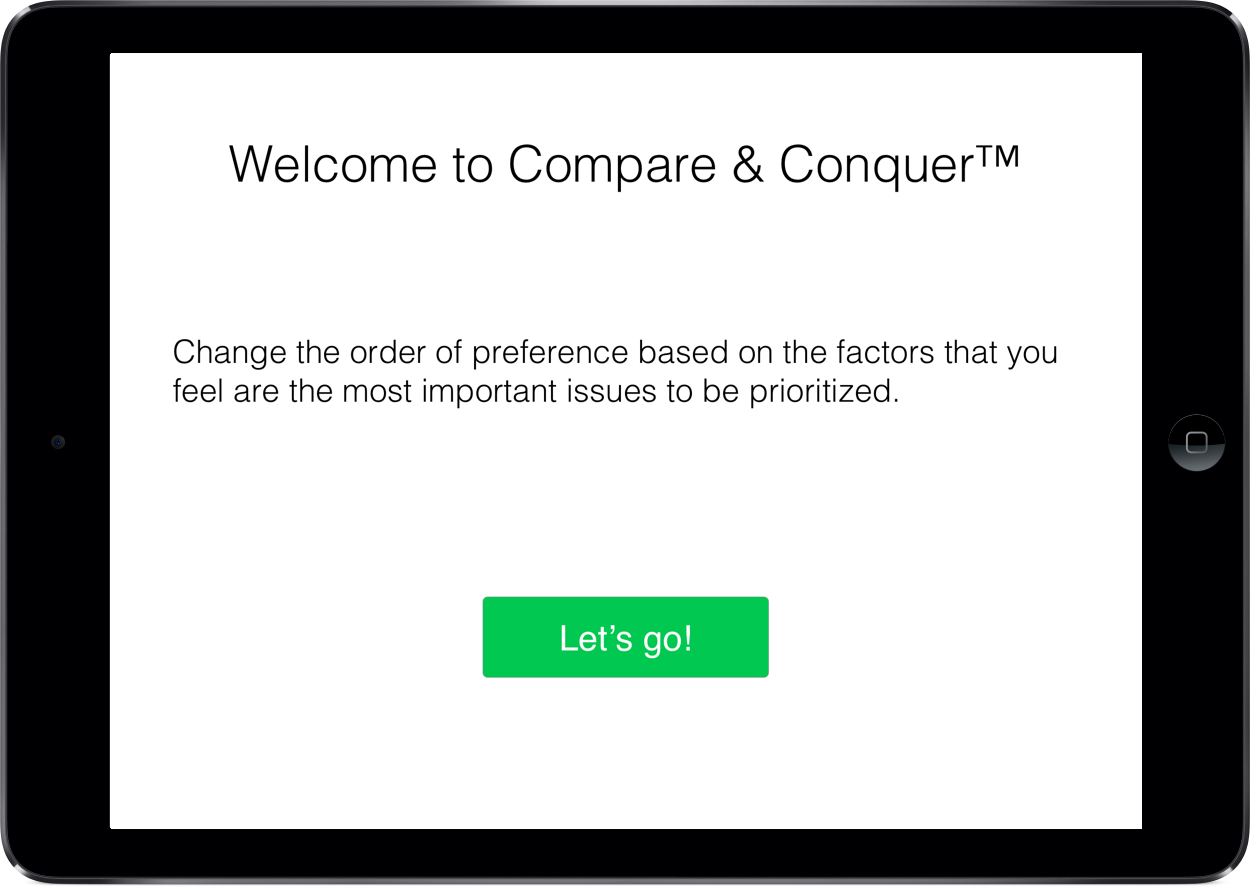 Welcome to Compare & Conquer™
Change the order of preference based on the factors that you
feel are the most important issues to be prioritized.
Let’s go!